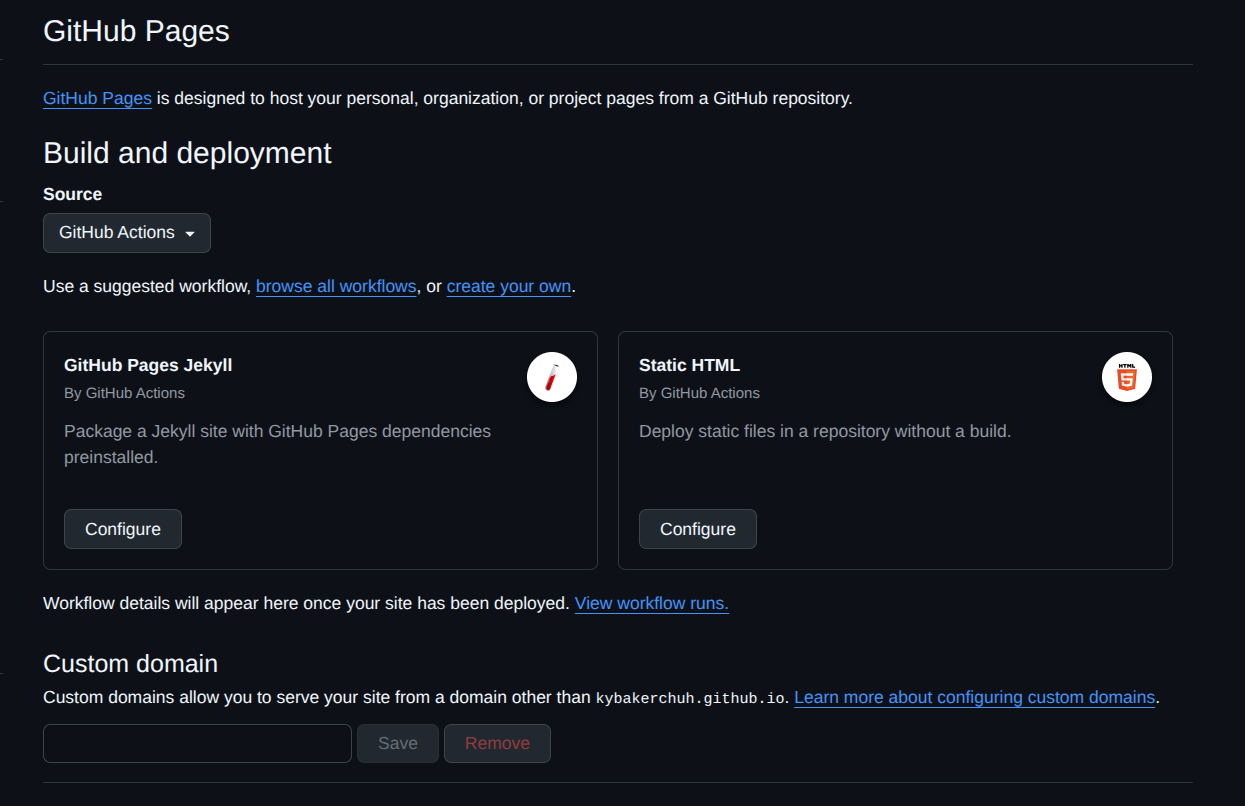 GitHub Pages
GitHub Pages is designed to host your personal, organization, or project pages from a GitHub repository.
Build and deployment
Source
GitHub Actions
Use a suggested workflow, browse all workflows, or create your own.
GitHub Pages Jekyll
By GitHub Actions
Package a Jekyll site with GitHub Pages dependencies
preinstalled.
Configure
Static HTML
HTML
5
By GitHub Actions
Deploy static files in a repository without a build.
Configure
Workflow details will appear here once your site has been deployed. View workflow runs.
Custom domain
Custom domains allow you to serve your site from a domain other than kybakerchuh.github.io. Learn more about configuring custom domains.
Save
Remove